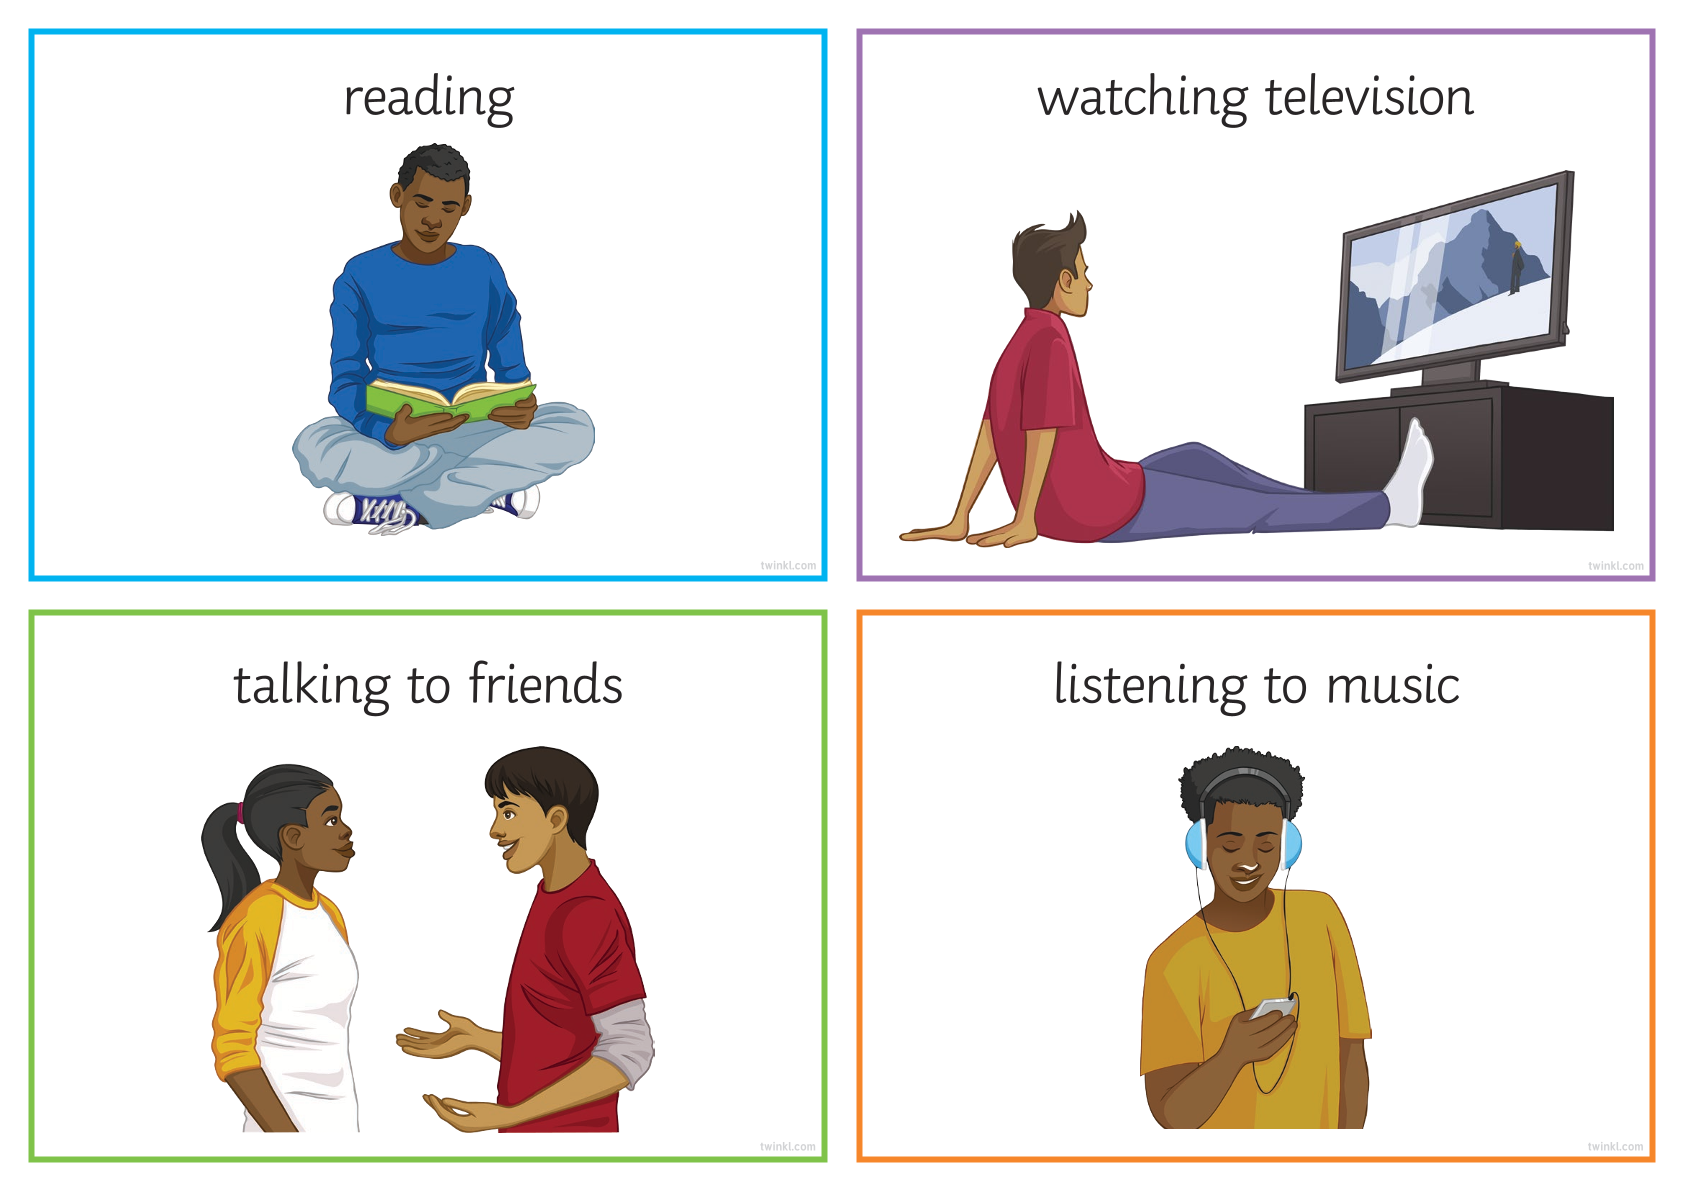 reading
watching television
twinkl.com
twinkl.com
talking to friends
listening to music
twinkl.com
twinkl.com